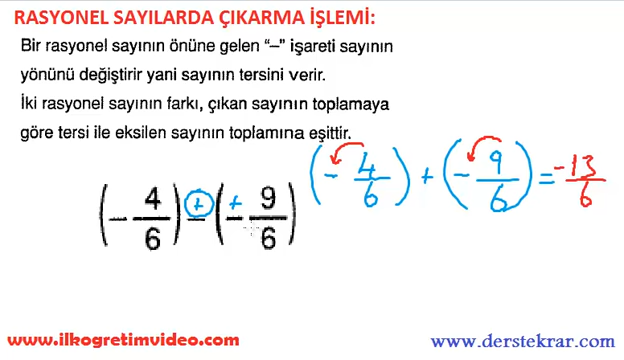 RASYONEL SAYILARDA ÇIKARMA İŞLEMİ:
Bir rasyonel sayının önüne gelen “–” işareti sayının
yönünü değiştirir yani sayının tersini verir.
İki rasyonel sayının farkı, çıkan sayının toplamaya
göre tersi ile eksilen sayının toplamına eşittir.
(- 4/6) + (- 9/6) = -13/6
(- 4/6) + - (+ - 9/6)
www.ilkogretimvideo.com
www.derstekrar.com